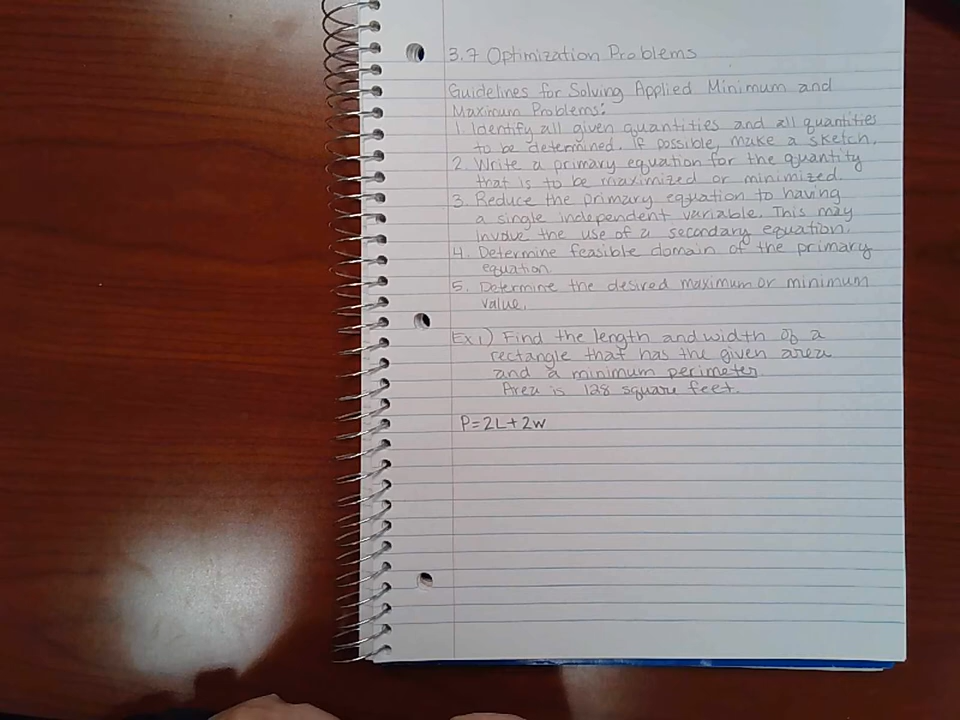 3.7 Optimization Problems
Guidelines for Solving Applied Minimum and
Maximum Problems:
1. Identify all given quantities and all quantities
to be determined. If possible, make a sketch.
2. Write a primary equation for the quantity
that is to be maximized or minimized.
3. Reduce the primary equation to having
a single independent variable. This may
involve the use of a secondary equation.
4. Determine feasible domain of the primary
equation.
5. Determine the desired maximum or minimum
value.
Ex 1) Find the length and width of a
rectangle that has the given area
and a minimum perimeter.
Area is 128 square feet.
P=2L+2W